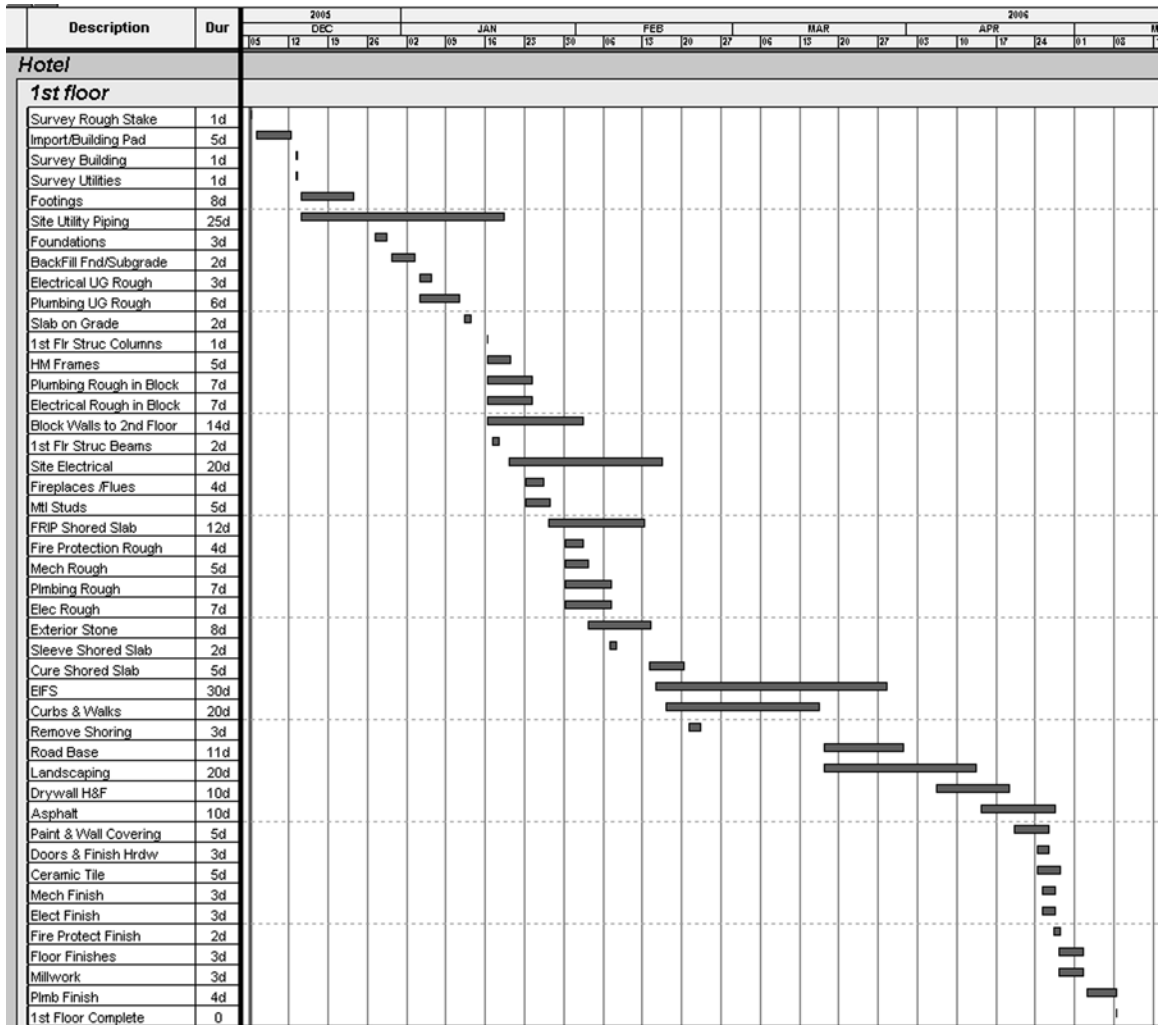 2005 2006
Description Dur DEC JAN FEB MAR APR M
05 12 19 26 02 09 16 23 30 06 13 20 27 06 13 20 27 03 10 17 24 01 08
Hotel
1st floor
Survey Rough Stake 1d
Import/Building Pad 5d
Survey Building 1d
Survey Utilities 1d
Footings 8d
Site Utility Piping 25d
Foundations 3d
BackFill Fnd/Subgrade 2d
Electrical UG Rough 3d
Plumbing UG Rough 6d
Slab on Grade 2d
1st Flr Struc Columns 1d
HM Frames 5d
Plumbing Rough in Block 7d
Electrical Rough in Block 7d
Block Walls to 2nd Floor 14d
1st Flr Struc Beams 2d
Site Electrical 20d
Fireplaces /Flues 4d
Mtl Studs 5d
FRIP Shored Slab 12d
Fire Protection Rough 4d
Mech Rough 5d
Plmbing Rough 7d
Elec Rough 7d
Exterior Stone 8d
Sleeve Shored Slab 2d
Cure Shored Slab 5d
EIFS 30d
Curbs & Walks 20d
Remove Shoring 3d
Road Base 11d
Landscaping 20d
Drywall H&F 10d
Asphalt 10d
Paint & Wall Covering 5d
Doors & Finish Hrdw 3d
Ceramic Tile 5d
Mech Finish 3d
Elect Finish 3d
Fire Protect Finish 2d
Floor Finishes 3d
Millwork 3d
Plmb Finish 4d
1st Floor Complete 0